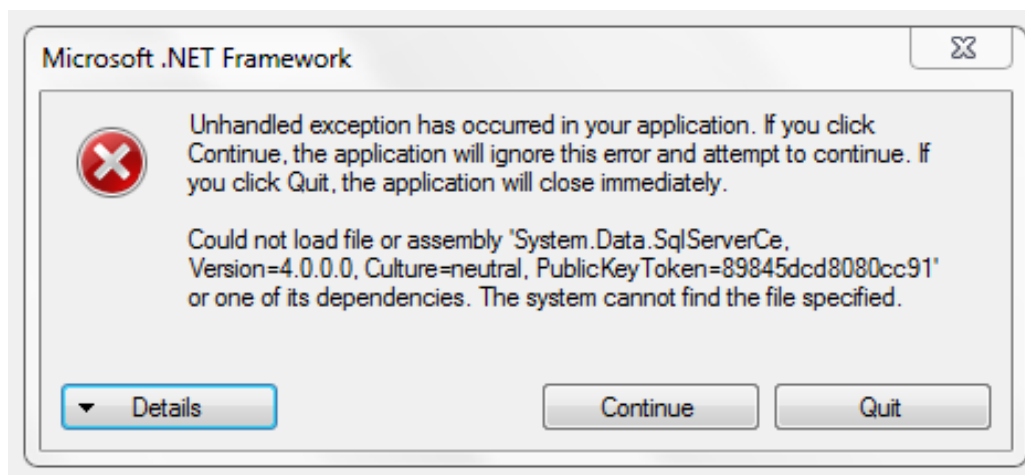 Microsoft .NET Framework
Unhandled exception has occurred in your application. If you click
Continue, the application will ignore this error and attempt to continue. If
you click Quit, the application will close immediately.
Could not load file or assembly 'System.Data.SqlServerCe,
Version=4.0.0.0, Culture=neutral, PublicKeyToken=89845dcd8080cc91'
or one of its dependencies. The system cannot find the file specified.
Details
Continue
Quit